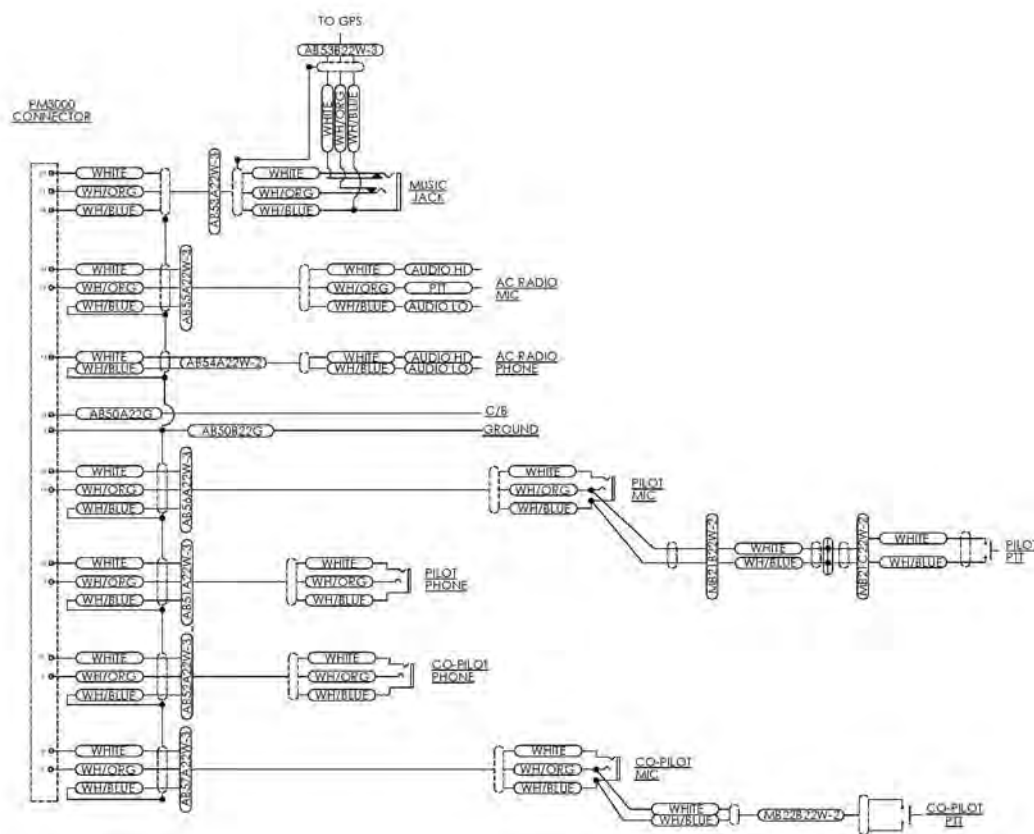 TO GPS
AB53B22W-3
WHITE
WH/ORG
WH/BLUE
PM3000
CONNECTOR
WHITE
WH/ORG
WH/BLUE
AB53A22W-3
WHITE
WH/ORG
WH/BLUE
MUSIC
JACK
WHITE
WH/ORG
WH/BLUE
AB55A22W-3
WHITE
WH/ORG
WH/BLUE
AUDIO HI
PTT
AUDIO LO
AC RADIO
MIC
WHITE
WH/BLUE
AB54A22W-2
WHITE
WH/BLUE
AUDIO HI
AUDIO LO
AC RADIO
PHONE
AB50A22G
C/B
AB50B22G
GROUND
WHITE
WH/ORG
WH/BLUE
AB56A22W-3
WHITE
WH/ORG
WH/BLUE
PILOT
MIC
MB21B22W-2
WHITE
WH/BLUE
MB21C22W-2
WHITE
WH/BLUE
PILOT
PTT
WHITE
WH/ORG
WH/BLUE
AB51A22W-3
WHITE
WH/ORG
WH/BLUE
PILOT
PHONE
WHITE
WH/ORG
WH/BLUE
AB52A22W-3
WHITE
WH/ORG
WH/BLUE
CO-PILOT
PHONE
WHITE
WH/ORG
WH/BLUE
AB57A22W-3
WHITE
WH/ORG
WH/BLUE
CO-PILOT
MIC
WHITE
WH/BLUE
MB22B22W-2
CO-PILOT
PTT